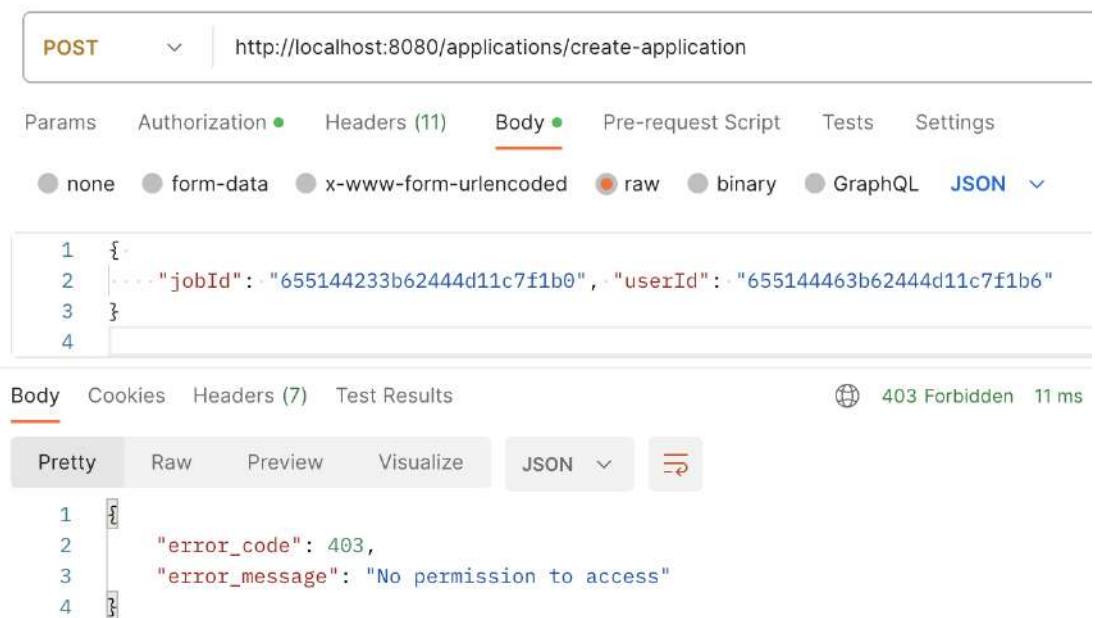 POST http://localhost:8080/applications/create-application
Params Authorization Headers (11) Body Pre-request Script Tests Settings
none form-data x-www-form-urlencoded raw binary GraphQL JSON
1 {
2 "jobId": "655144233b62444d11c7f1b0", "userId": "655144463b62444d11c7f1b6"
3 }
4
Body Cookies Headers (7) Test Results 403 Forbidden 11 ms
Pretty Raw Preview Visualize JSON
1 {
2 "error_code": 403,
3 "error_message": "No permission to access"
4 }